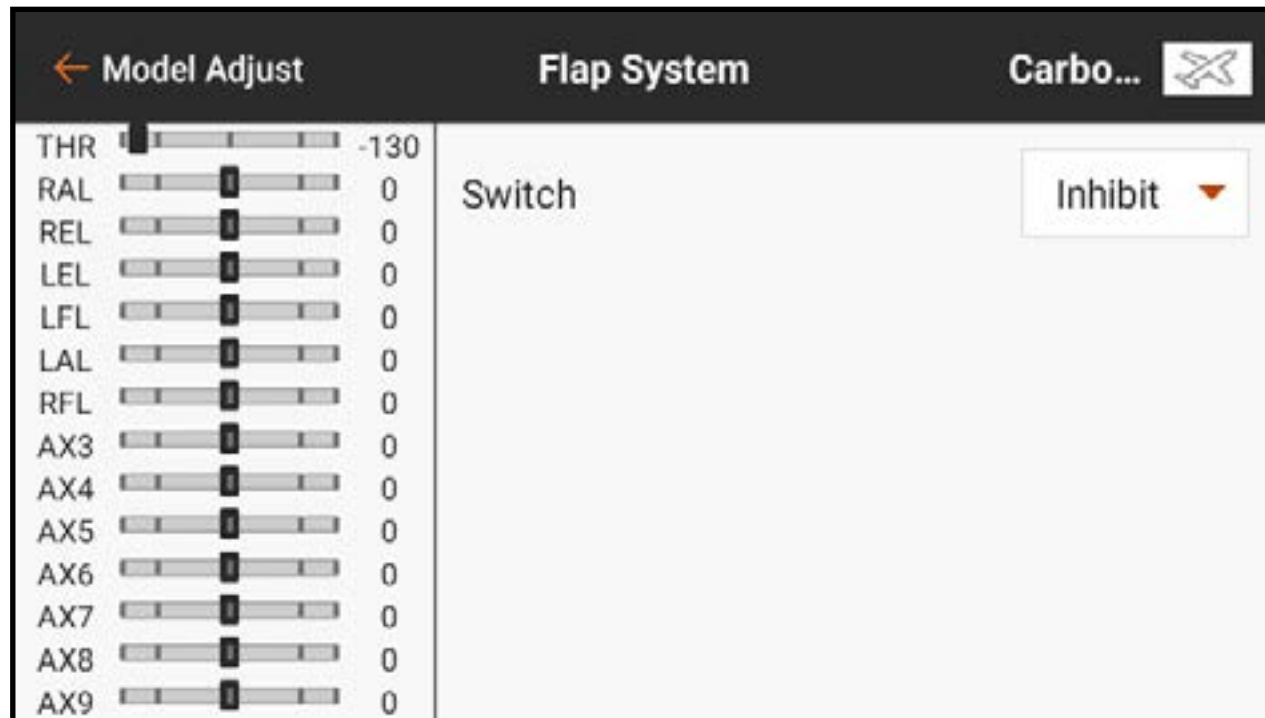 ← Model Adjust Flap System Carbo...
THR -130
RAL 0
Switch Inhibit
REL 0
LEL 0
LFL 0
LAL 0
RFL 0
AX3 0
AX4 0
AX5 0
AX6 0
AX7 0
AX8 0
AX9 0